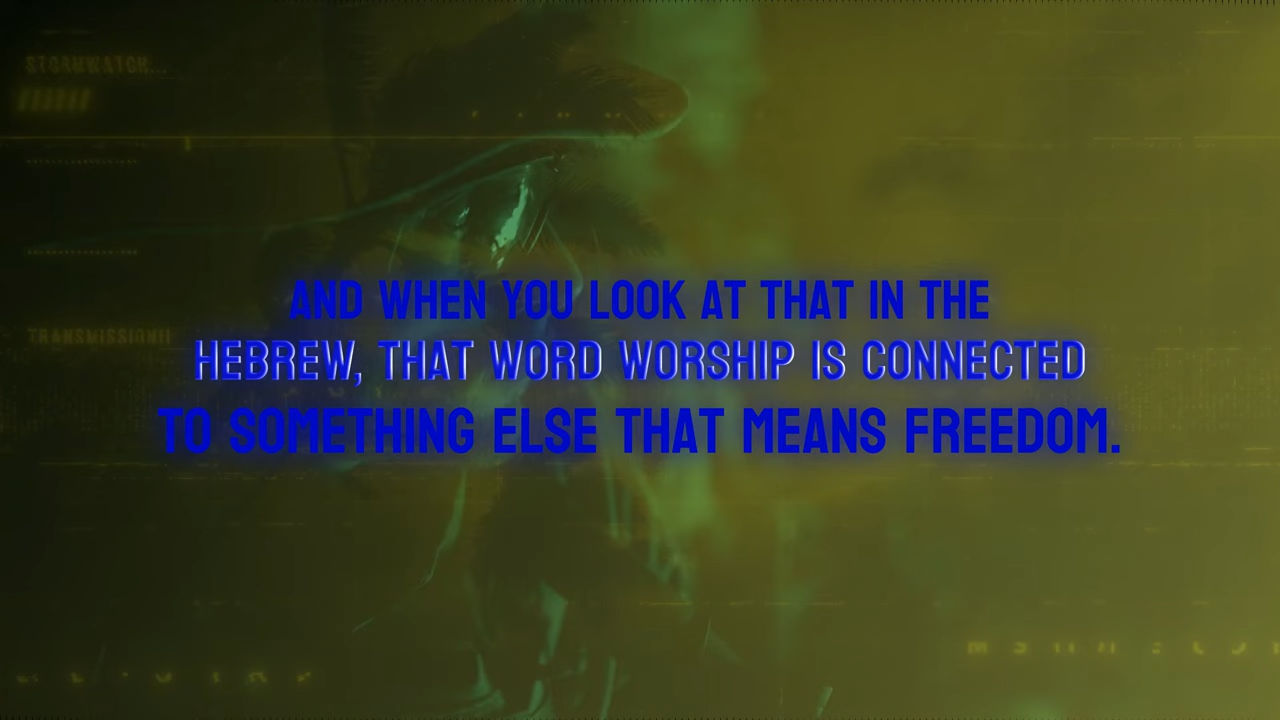 STORMWATCH...
AND WHEN YOU LOOK AT THAT IN THE
TRANSMISSION
HEBREW, THAT WORD WORSHIP IS CONNECTED
TO SOMETHING ELSE THAT MEANS FREEDOM.